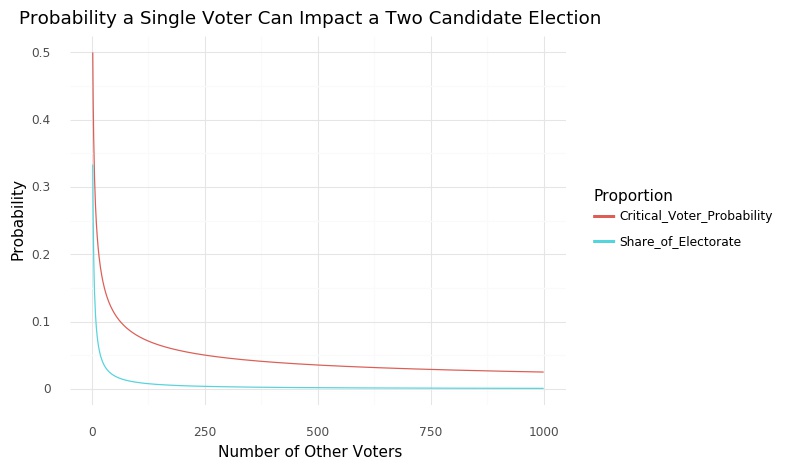 Probability a Single Voter Can Impact a Two Candidate Election
0.5
0.4
0.3
0.2
0.1
0
Probability
0 250 500 750 1000
Number of Other Voters
Proportion
Critical_Voter_Probability
Share_of_Electorate